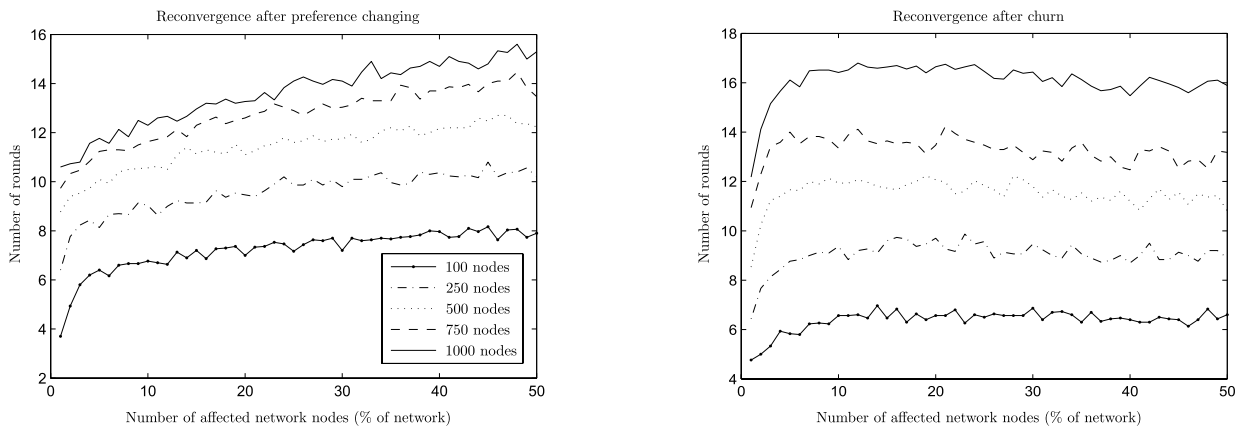 Reconvergence after preference changing
16
14
12
10
8
6
4
2
0
10
20
30
40
50
Number of rounds
Number of affected network nodes (% of network)
100 nodes
250 nodes
500 nodes
750 nodes
1000 nodes
Reconvergence after churn
18
16
14
12
10
8
6
4
0
10
20
30
40
50
Number of rounds
Number of affected network nodes (% of network)